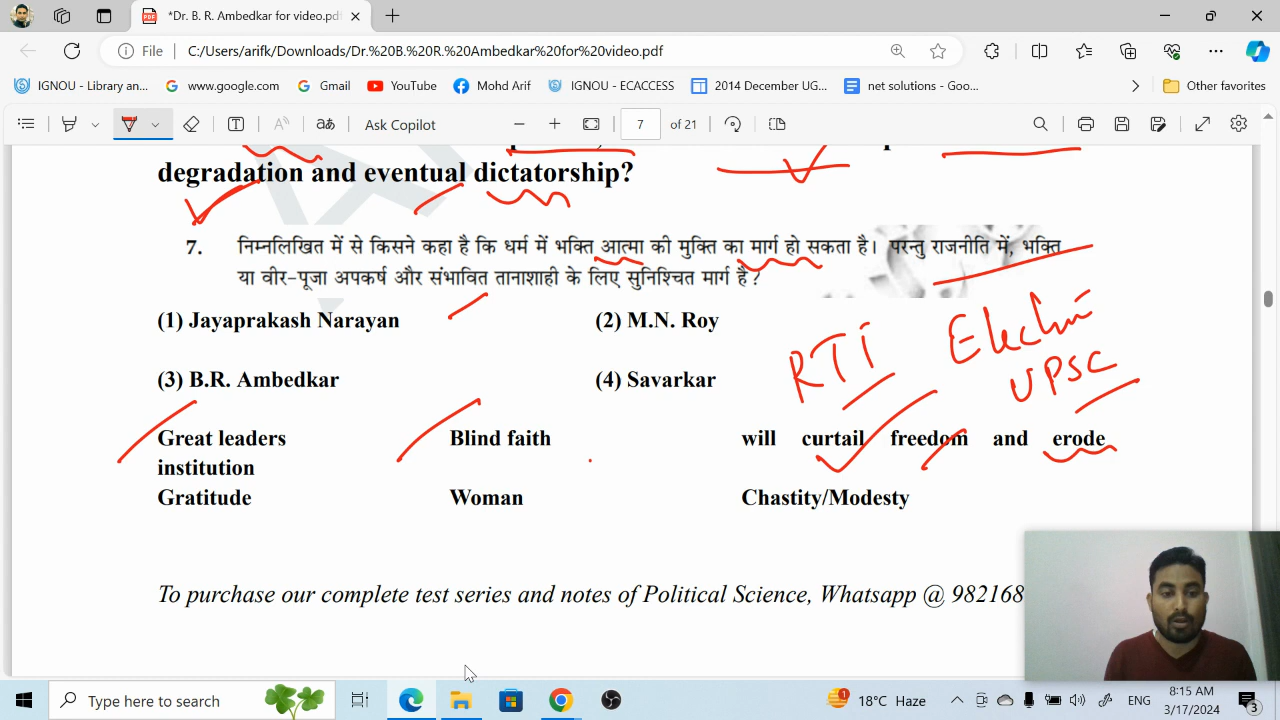 *Dr. B. R. Ambedkar for video.pd
File C:/Users/arifk/Downloads/Dr.%20B.%20R.%20Ambedkar%20for%20video.pdf
IGNOU - Library an... www.google.com Gmail YouTube Mohd Arif IGNOU - ECACCESS 2014 December UG... net solutions - Goo... Other favorites
Ask Copilot 7 of 21
degradation and eventual dictatorship?
7. निम्नलिखित में से किसने कहा है कि धर्म में भक्ति आत्मा की मुक्ति का मार्ग हो सकता है। परन्तु राजनीति में, भक्ति
या वीर-पूजा अपकर्ष और संभावित तानाशाही के लिए सुनिश्चित मार्ग है?
(1) Jayaprakash Narayan (2) M.N. Roy
RTI Election
UPSC
(3) B.R. Ambedkar (4) Savarkar
Great leaders Blind faith will curtail freedom and erode
institution
Gratitude Woman Chastity/Modesty
To purchase our complete test series and notes of Political Science, Whatsapp @ 982168
Type here to search 18°C Haze ENG 8:15 AM
3/17/2024 3